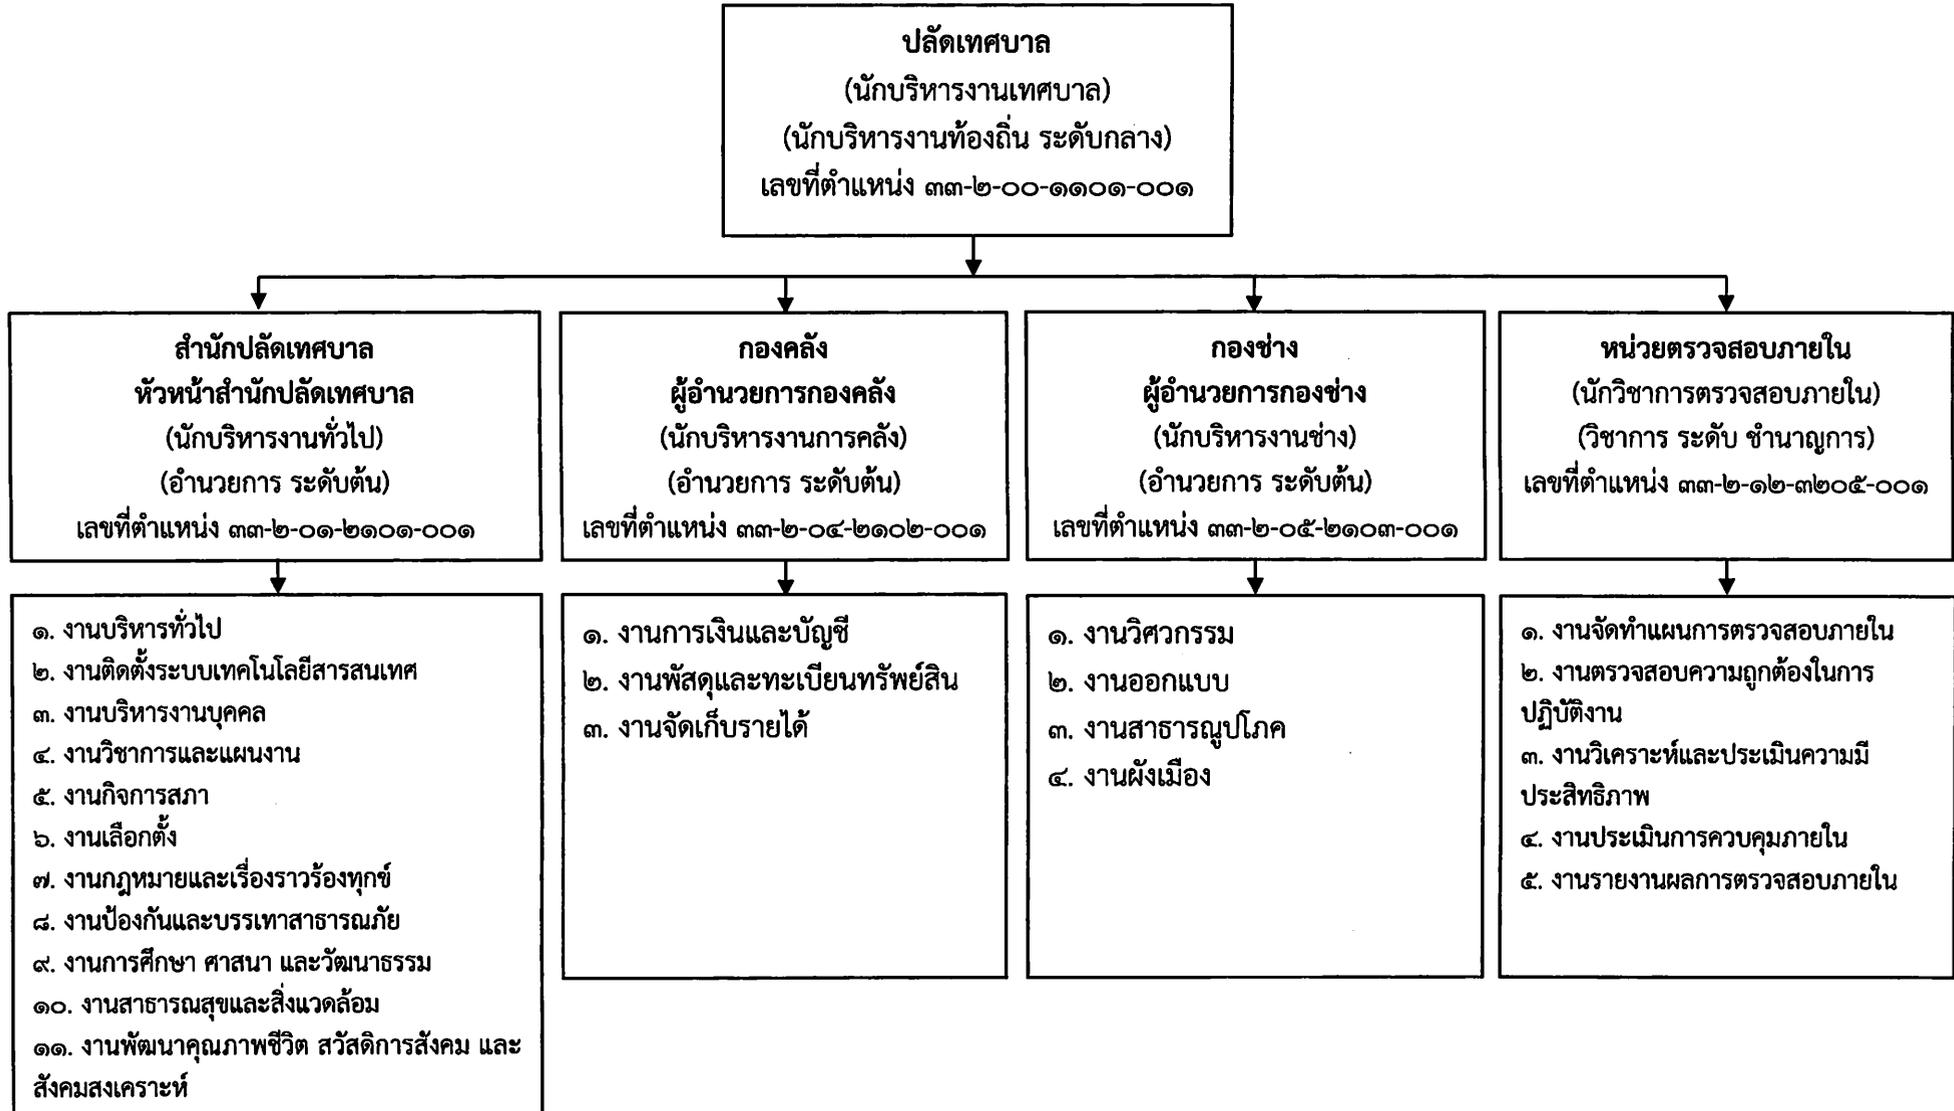 ปลัดเทศบาล
(นักบริหารงานเทศบาล)
(นักบริหารงานท้องถิ่น ระดับกลาง)
เลขที่ตำแหน่ง ๓๓-๒-๐๐-๑๑๐๑-๐๐๑
สำนักปลัดเทศบาล
หัวหน้าสำนักปลัดเทศบาล
(นักบริหารงานทั่วไป)
(อำนวยการ ระดับต้น)
เลขที่ตำแหน่ง ๓๓-๒-๐๑-๒๑๐๑-๐๐๑
กองคลัง
ผู้อำนวยการกองคลัง
(นักบริหารงานการคลัง)
(อำนวยการ ระดับต้น)
เลขที่ตำแหน่ง ๓๓-๒-๐๔-๒๑๐๒-๐๐๑
กองช่าง
ผู้อำนวยการกองช่าง
(นักบริหารงานช่าง)
(อำนวยการ ระดับต้น)
เลขที่ตำแหน่ง ๓๓-๒-๐๕-๒๑๐๓-๐๐๑
หน่วยตรวจสอบภายใน
(นักวิชาการตรวจสอบภายใน)
(วิชาการ ระดับ ชำนาญการ)
เลขที่ตำแหน่ง ๓๓-๒-๑๒-๓๒๐๕-๐๐๑
๑. งานบริหารทั่วไป
๒. งานติดตั้งระบบเทคโนโลยีสารสนเทศ
๓. งานบริหารงานบุคคล
๔. งานวิชาการและแผนงาน
๕. งานกิจการสภา
๖. งานเลือกตั้ง
๗. งานกฎหมายและเรื่องราวร้องทุกข์
๘. งานป้องกันและบรรเทาสาธารณภัย
๙. งานการศึกษา ศาสนา และวัฒนาธรรม
๑๐. งานสาธารณสุขและสิ่งแวดล้อม
๑๑. งานพัฒนาคุณภาพชีวิต สวัสดิการสังคม และ
สังคมสงเคราะห์
๑. งานการเงินและบัญชี
๒. งานพัสดุและทะเบียนทรัพย์สิน
๓. งานจัดเก็บรายได้
๑. งานวิศวกรรม
๒. งานออกแบบ
๓. งานสาธารณูปโภค
๔. งานผังเมือง
๑. งานจัดทำแผนการตรวจสอบภายใน
๒. งานตรวจสอบความถูกต้องในการ
ปฏิบัติงาน
๓. งานวิเคราะห์และประเมินความมี
ประสิทธิภาพ
๔. งานประเมินการควบคุมภายใน
๕. งานรายงานผลการตรวจสอบภายใน